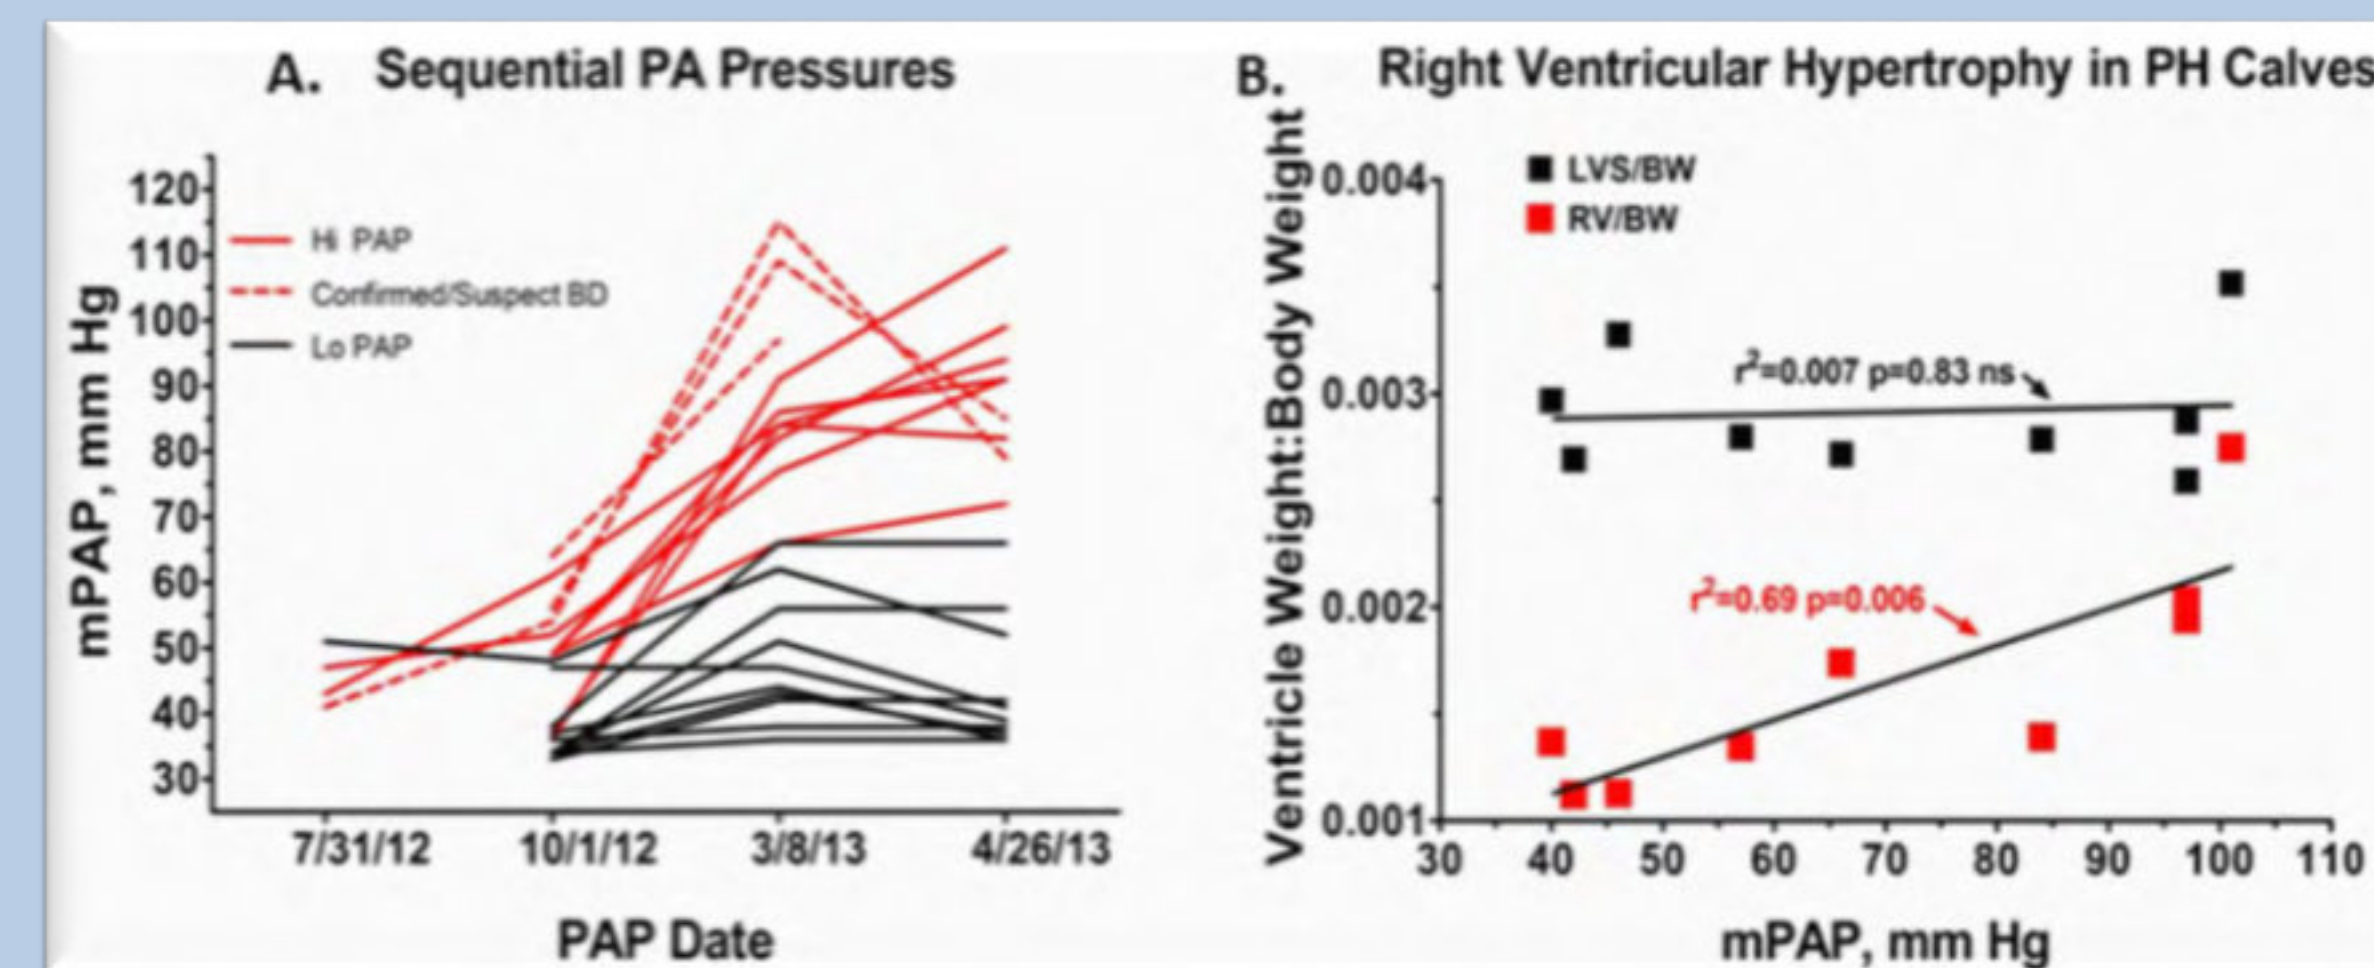 A. Sequential PA Pressures
mPAP, mm Hg
120
110
100
90
80
70
60
50
40
30
Hi PAP
Confirmed/Suspect BD
Lo PAP
7/31/12 10/1/12 3/8/13 4/26/13
PAP Date
B. Right Ventricular Hypertrophy in PH Calves
Ventricle Weight:Body Weight
0.004
0.003
0.002
0.001
LVS/BW
RV/BW
r²=0.007 p=0.83 ns
r²=0.69 p=0.006
30 40 50 60 70 80 90 100 110
mPAP, mm Hg